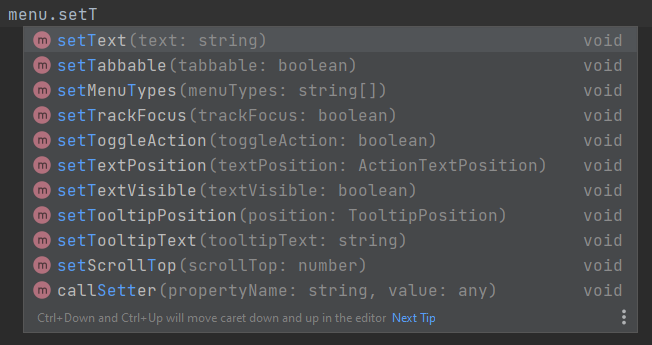 menu.setT
m setText(text: string) void
m setTabbable(tabbable: boolean) void
m setMenuTypes(menuTypes: string[]) void
m setTrackFocus(trackFocus: boolean) void
m setToggleAction(toggleAction: boolean) void
m setTextPosition(textPosition: ActionTextPosition) void
m setTextVisible(textVisible: boolean) void
m setTooltipPosition(position: TooltipPosition) void
m setTooltipText(tooltipText: string) void
m setScrollTop(scrollTop: number) void
m callSetter(propertyName: string, value: any) void
Ctrl+Down and Ctrl+Up will move caret down and up in the editor Next Tip